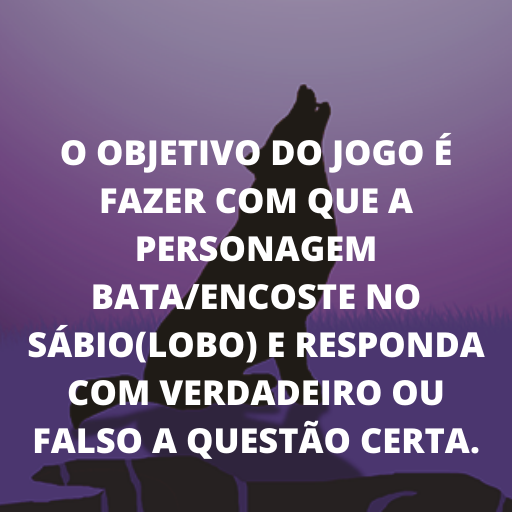 O OBJETIVO DO JOGO É
FAZER COM QUE A
PERSONAGEM
BATA/ENCOSTE NO
SÁBIO(LOBO) E RESPONDA
COM VERDADEIRO OU
FALSO A QUESTÃO CERTA.